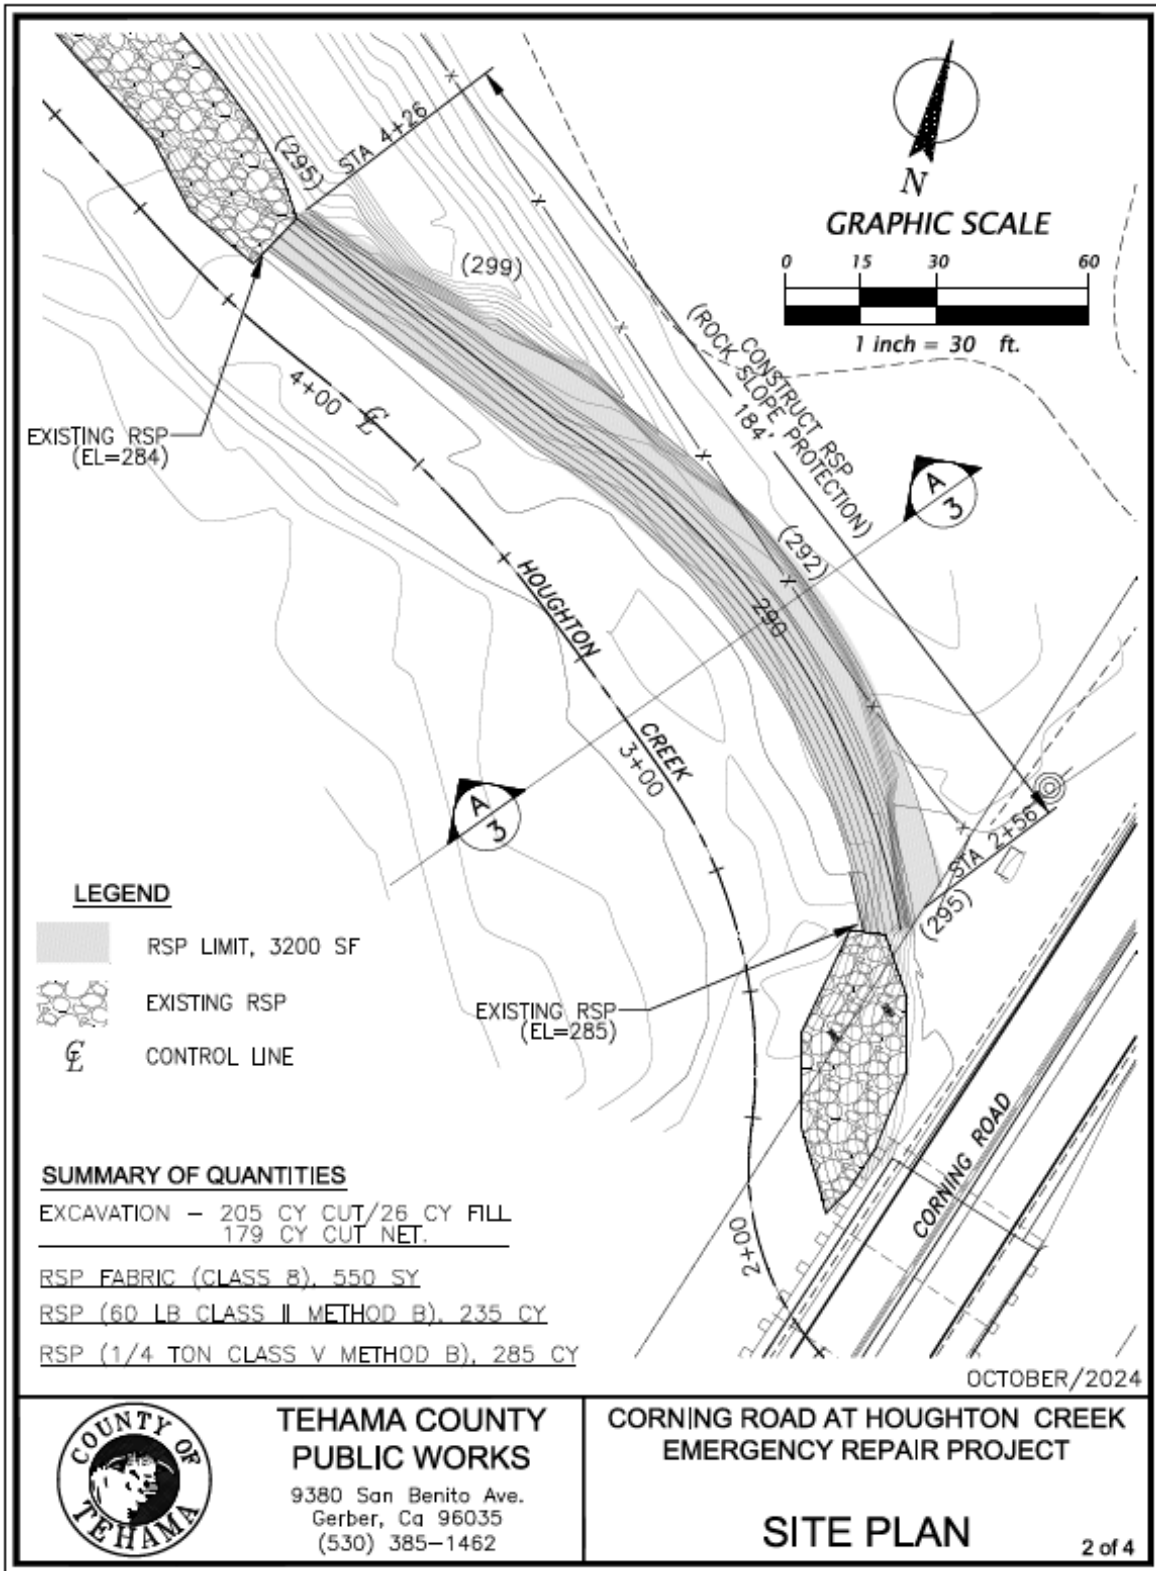 (295)
STA 4+26
(299)
N
GRAPHIC SCALE
0 15 30 60
1 inch = 30 ft.
CONSTRUCT RSP
(ROCK SLOPE PROTECTION)
184'
4+00
℄
EXISTING RSP
(EL=284)
A
3
(292)
290
HOUGHTON
CREEK
3+00
A
3
STA 2+56
(295)
LEGEND
RSP LIMIT, 3200 SF
EXISTING RSP
℄ CONTROL LINE
EXISTING RSP
(EL=285)
CORNING ROAD
2+00
SUMMARY OF QUANTITIES
EXCAVATION – 205 CY CUT/26 CY FILL
179 CY CUT NET.
RSP FABRIC (CLASS 8), 550 SY
RSP (60 LB CLASS II METHOD B), 235 CY
RSP (1/4 TON CLASS V METHOD B), 285 CY
OCTOBER/2024
COUNTY OF
TEHAMA
TEHAMA COUNTY
PUBLIC WORKS
9380 San Benito Ave.
Gerber, Ca 96035
(530) 385–1462
CORNING ROAD AT HOUGHTON CREEK
EMERGENCY REPAIR PROJECT
SITE PLAN
2 of 4